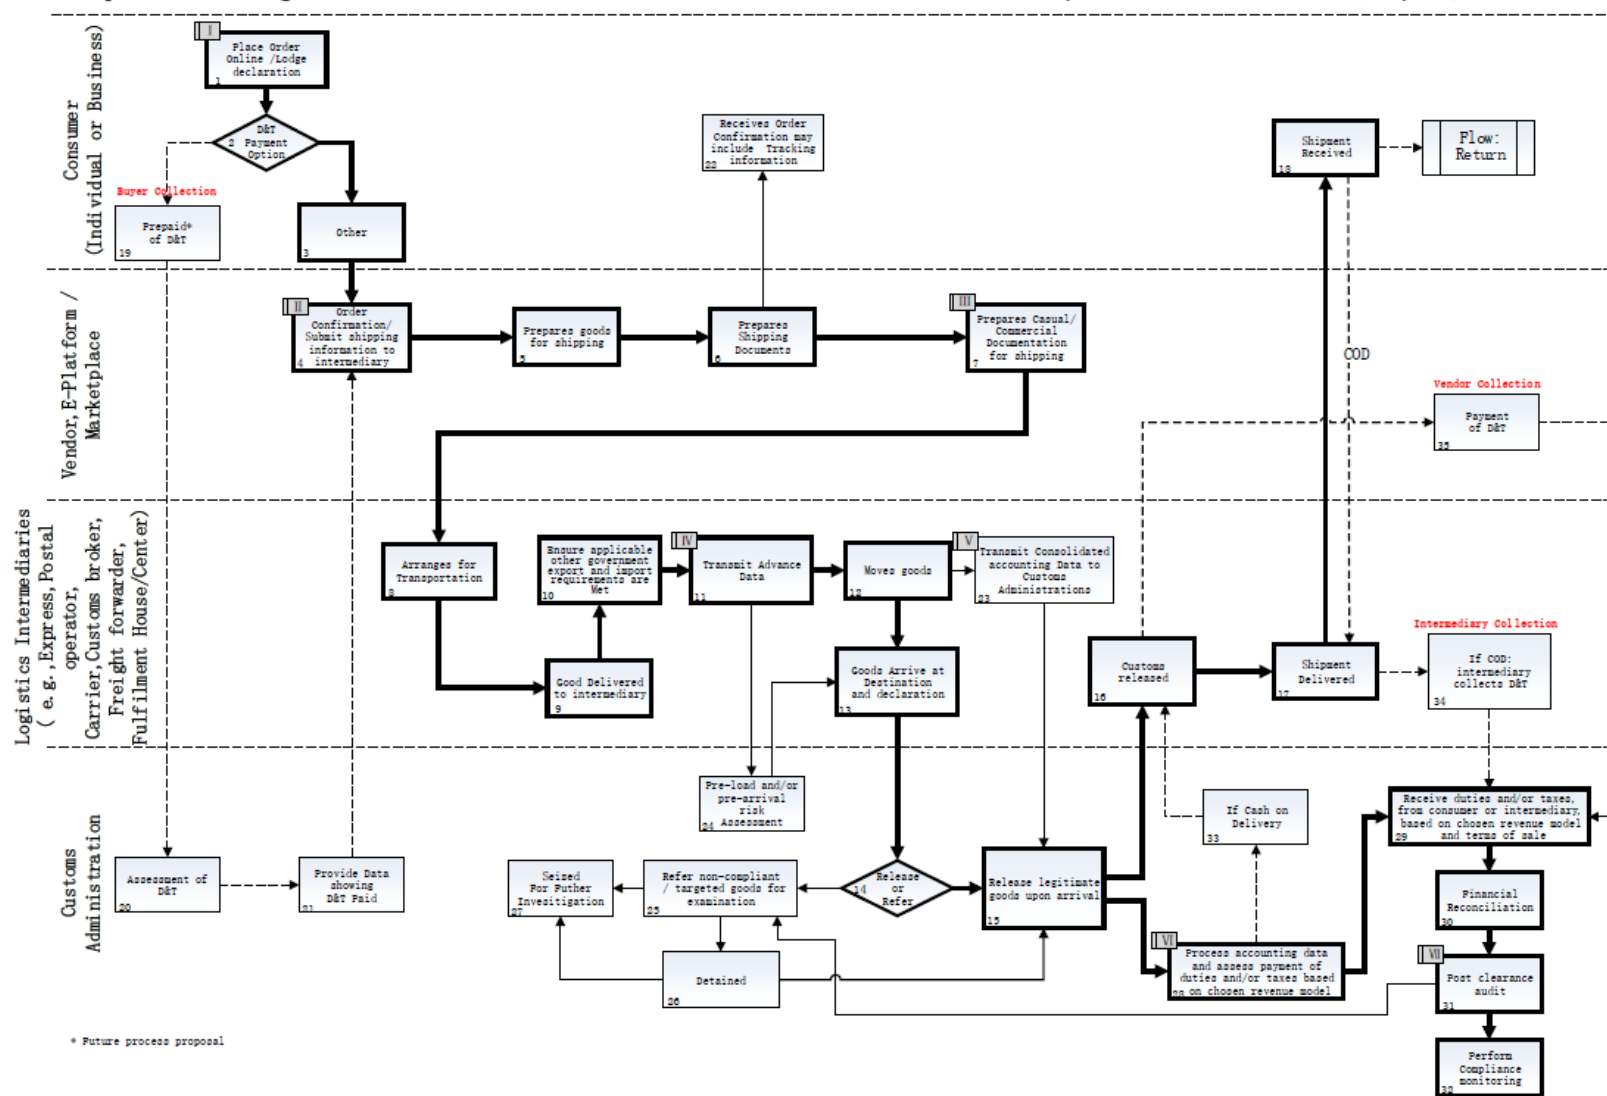 Consumer
(Individual or Business)
I
Place Order
Online /Lodge
declaration
1
D&T
2 Payment
Option
Buyer Collection
Prepaid*
of D&T
19
Other
3
Receives Order
Confirmation may
include Tracking
information
22
Shipment
Received
18
Flow:
Return
Vendor,E-Platform /
Marketplace
II
Order
Confirmation/
Submit shipping
information to
intermediary
4
Prepares goods
for shipping
5
Prepares
Shipping
Documents
6
III
Prepares Casual/
Commercial
Documentation
for shipping
7
COD
Vendor Collection
Payment
of D&T
35
Logistics Intermediaries
( e.g.,Express,Postal
operator,
Carrier,Customs broker,
Freight forwarder,
Fulfilment House/Center)
Arranges for
Transportation
8
Good Delivered
to intermediary
9
Ensure applicable
other government
export and import
requirements are
Met
10
IV
Transmit Advance
Data
11
Moves goods
12
V
Transmit Consolidated
accounting Data to
Customs
Administrations
23
Goods Arrive at
Destination
and declaration
13
Customs
released
16
Shipment
Delivered
17
Intermediary Collection
If COD:
intermediary
collects D&T
34
Customs
Administration
Assessment of
D&T
20
Provide Data
showing
D&T Paid
21
Pre-load and/or
pre-arrival
risk
Assessment
24
Seized
For Puther
Invesitigation
27
Refer non-compliant
/ targeted goods for
examination
25
Detained
26
Release
14 or
Refer
Release legitimate
goods upon arrival
15
If Cash on
Delivery
33
VI
Process accounting data
and assess payment of
duties and/or taxes based
on chosen revenue model
28
Receive duties and/or taxes,
from consumer or intermediary,
based on chosen revenue model
and terms of sale
29
Financial
Reconciliation
30
VII
Post clearance
audit
31
Perform
Compliance
monitoring
32
* Future process proposal